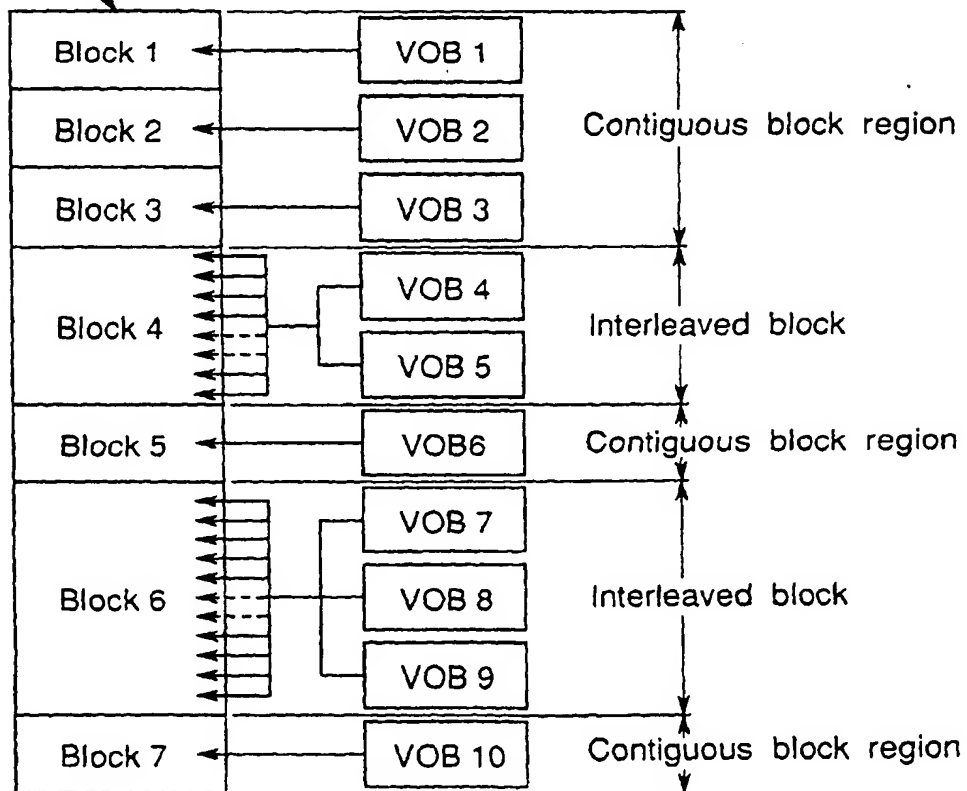 Block 1
VOB 1
Block 2
VOB 2
Contiguous block region
Block 3
VOB 3
Block 4
VOB 4
Interleaved block
VOB 5
Block 5
VOB6
Contiguous block region
Block 6
VOB 7
VOB 8
Interleaved block
VOB 9
Block 7
VOB 10
Contiguous block region